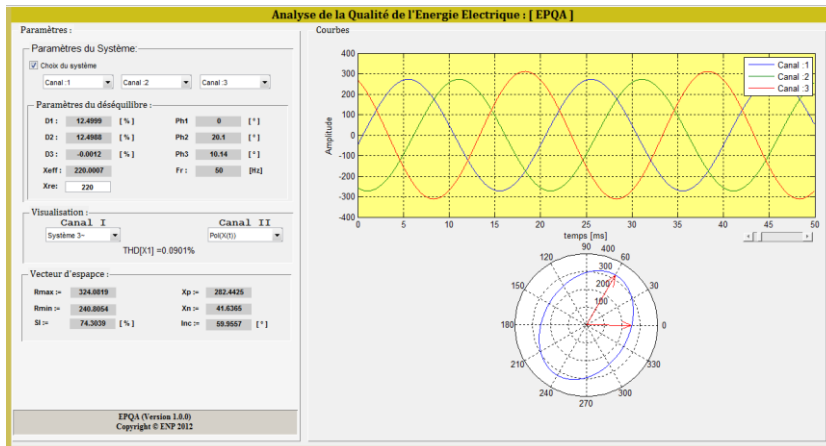 Analyse de la Qualité de l'Energie Electrique : [ EPQA ]
Paramètres :
Paramètres du Système:
Choix du système
Canal :1 Canal :2 Canal :3
Paramètres du déséquilibre :
D1 : 12.4999 [ % ] Ph1 0 [ ° ]
D2 : 12.4988 [ % ] Ph2 20.1 [ ° ]
D3 : -0.0012 [ % ] Ph3 10.14 [ ° ]
Xeff : 220.0007 Fr : 50 [Hz]
Xre: 220
Visualisation :
Canal I Canal II
Système 3~ Pol(X(t))
THD[X1] =0.0901%
Vecteur d'espapce :
Rmax := 324.0819 Xp := 282.4425
Rmin := 240.8054 Xn := 41.6365
SI := 74.3039 [ % ] Inc := 59.9557 [ ° ]
EPQA (Version 1.0.0)
Copyright © ENP 2012
Courbes
400
300
200
100
0
-100
-200
-300
-400
Amplitude
Canal :1
Canal :2
Canal :3
0 5 10 15 20 25 30 35 40 45 50
temps [ms]
90 400
120 60
300
200
150 30
100
180 0
210 330
240 300
270